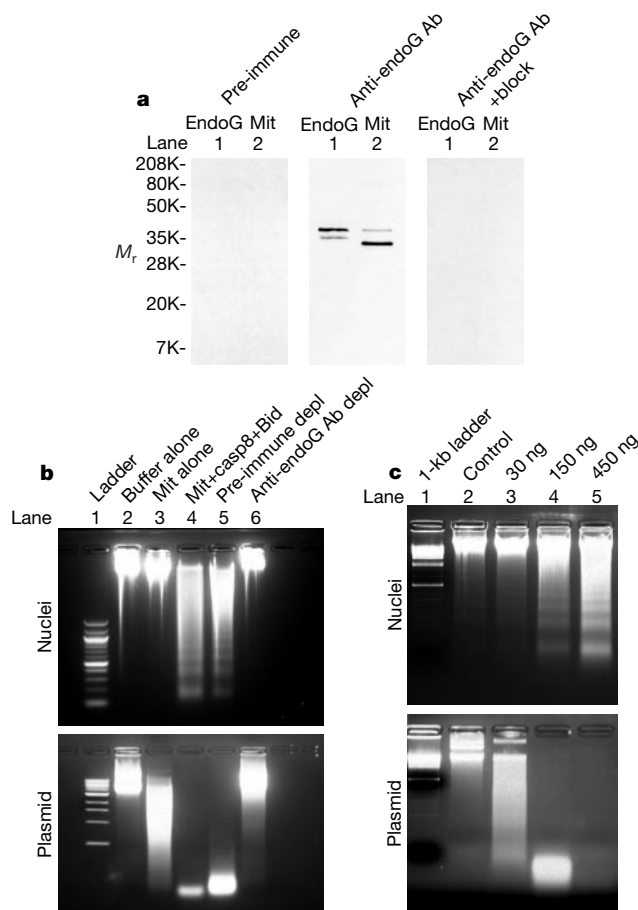 a
Pre-immune
Anti-endoG Ab
Anti-endoG Ab
+block
EndoG Mit
EndoG Mit
EndoG Mit
Lane 1 2
1 2
1 2
208K-
80K-
50K-
35K-
Mr
28K-
20K-
7K-
b
Ladder
Buffer alone
Mit alone
Mit+casp8+Bid
Pre-immune depl
Anti-endoG Ab depl
Lane 1 2 3 4 5 6
Nuclei
Plasmid
c
1-kb ladder
Control
30 ng
150 ng
450 ng
Lane 1 2 3 4 5
Nuclei
Plasmid